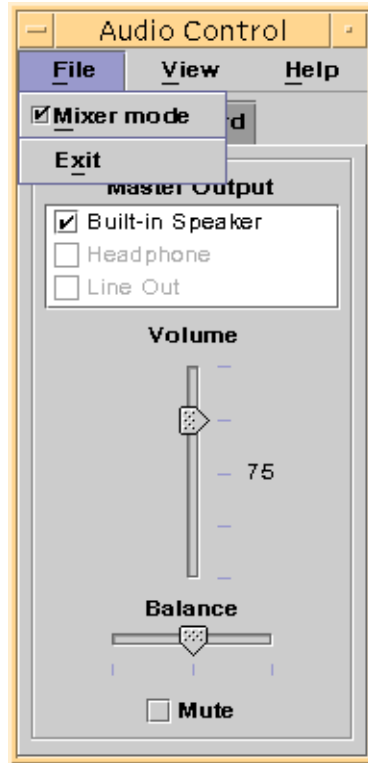 Audio Control
File View Help
Mixer mode
Exit
Master Output
Built-in Speaker
Headphone
Line Out
Volume
75
Balance
Mute